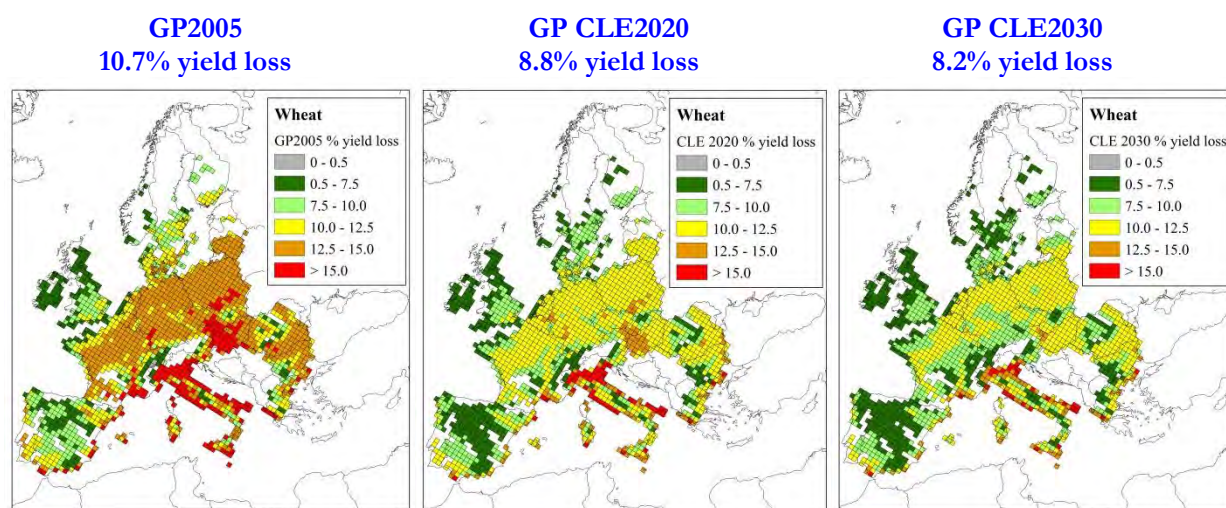 GP2005
10.7% yield loss
GP CLE2020
8.8% yield loss
GP CLE2030
8.2% yield loss
Wheat
GP2005 % yield loss
0 - 0.5
0.5 - 7.5
7.5 - 10.0
10.0 - 12.5
12.5 - 15.0
> 15.0
Wheat
CLE 2020 % yield loss
0 - 0.5
0.5 - 7.5
7.5 - 10.0
10.0 - 12.5
12.5 - 15.0
> 15.0
Wheat
CLE 2030 % yield loss
0 - 0.5
0.5 - 7.5
7.5 - 10.0
10.0 - 12.5
12.5 - 15.0
> 15.0